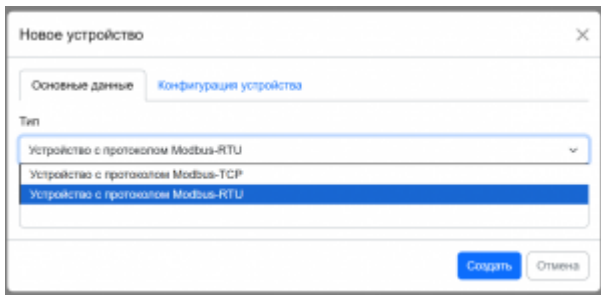 Новое устройство
Основные данные Конфигурация устройства
Тип
Устройство с протоколом Modbus-RTU
Устройство с протоколом Modbus-TCP
Устройство с протоколом Modbus-RTU
Создать Отмена